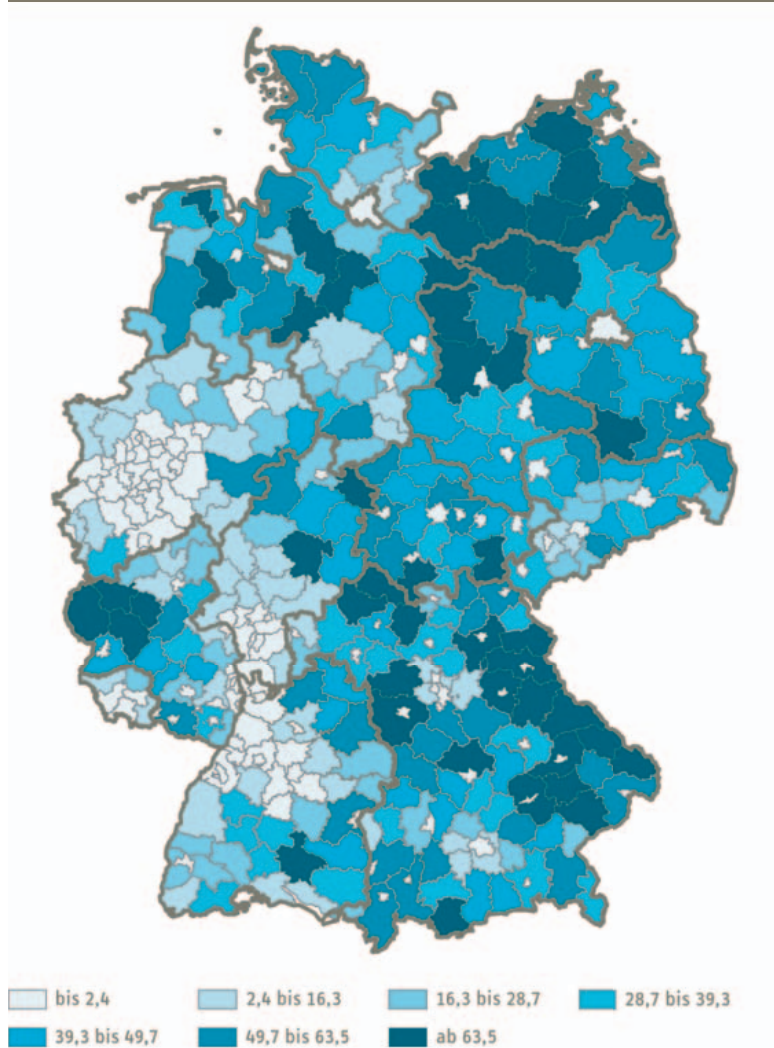 bis 2,4
2,4 bis 16,3
16,3 bis 28,7
28,7 bis 39,3
39,3 bis 49,7
49,7 bis 63,5
ab 63,5